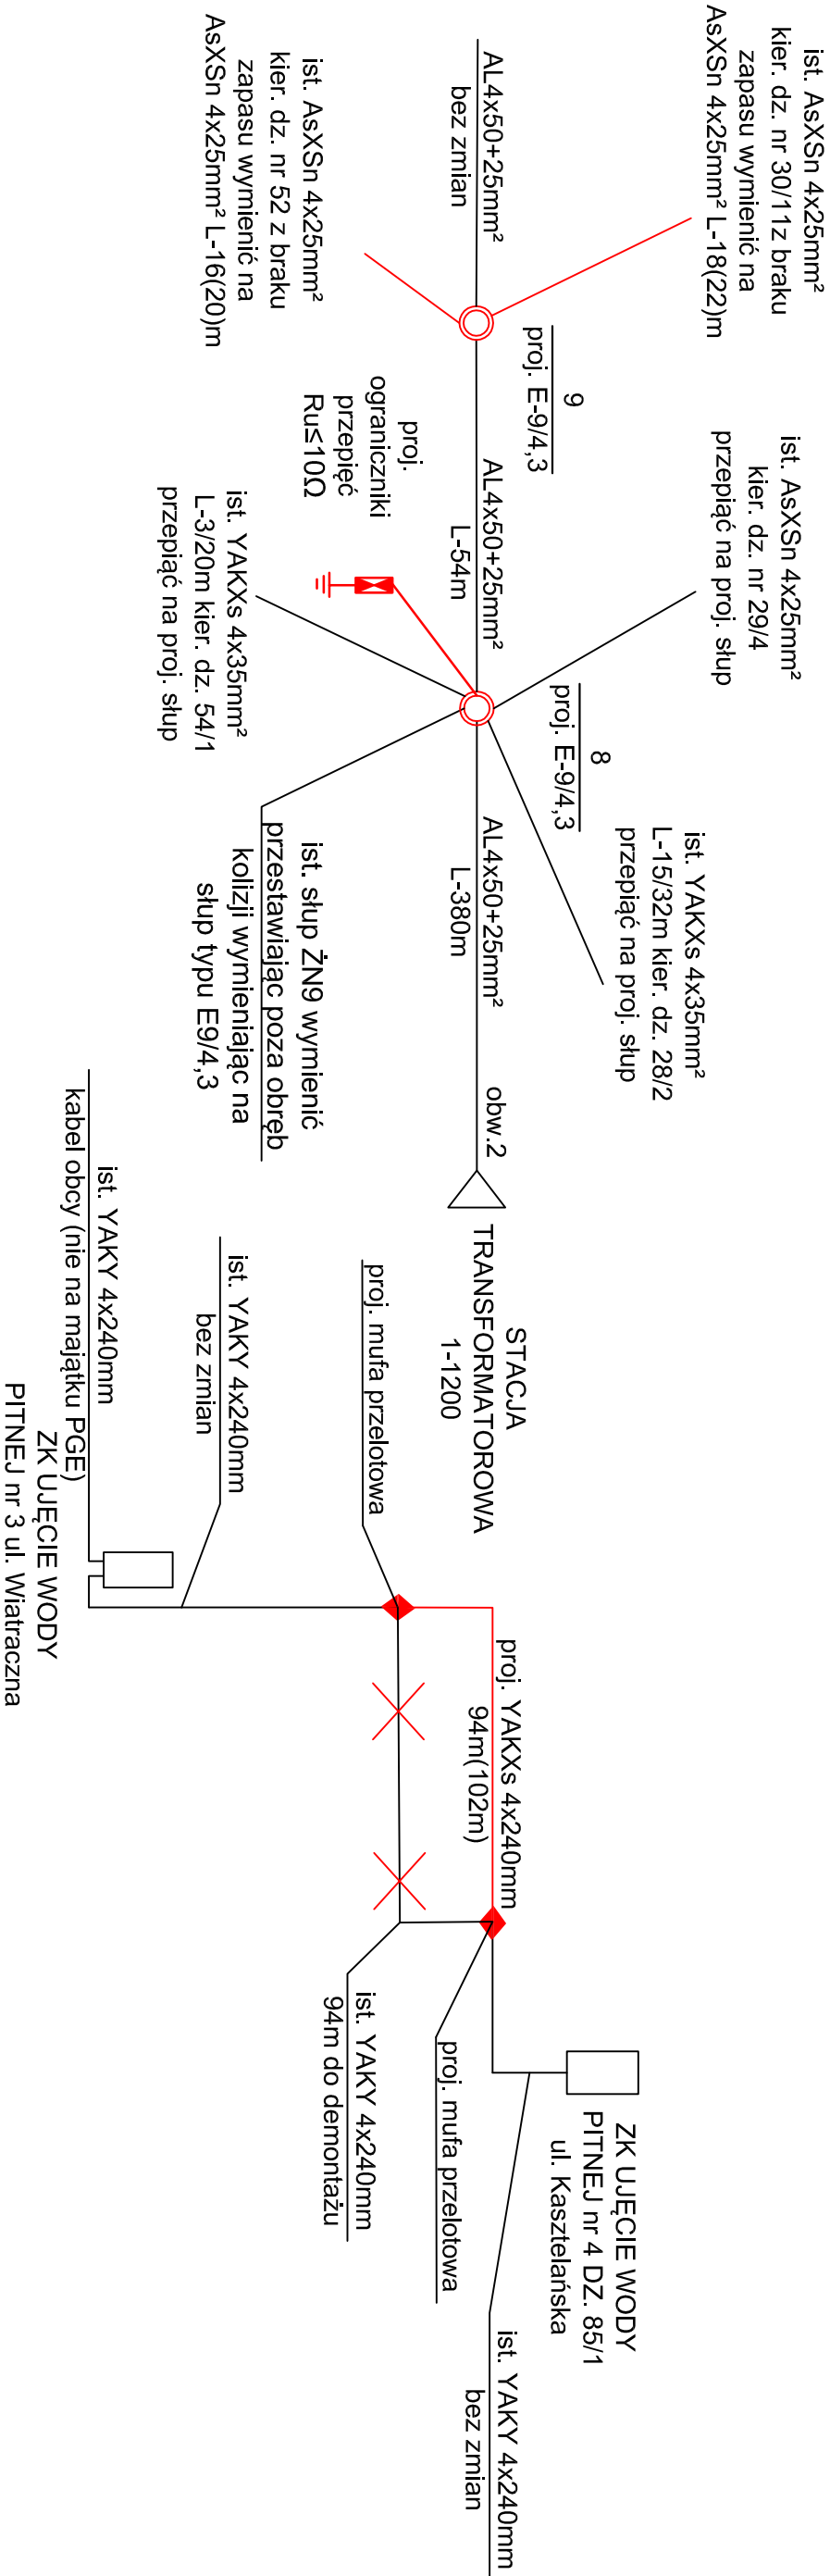 ist. AsXSn 4x25mm²
kier. dz. nr 30/11z braku
zapasu wymienić na
AsXSn 4x25mm² L-18(22)m
AL4x50+25mm²
bez zmian
ist. AsXSn 4x25mm²
kier. dz. nr 52 z braku
zapasu wymienić na
AsXSn 4x25mm² L-16(20)m
9
proj. E-9/4,3
ist. AsXSn 4x25mm²
kier. dz. nr 29/4
przepiąć na proj. słup
AL4x50+25mm²
L-54m
proj.
ograniczniki
przepięć
Ru≤10Ω
ist. YAKXs 4x35mm²
L-3/20m kier. dz. 54/1
przepiąć na proj. słup
8
proj. E-9/4,3
ist. YAKXs 4x35mm²
L-15/32m kier. dz. 28/2
przepiąć na proj. słup
AL4x50+25mm²
L-380m
obw.2
ist. słup ŻN9 wymienić
przestawiając poza obręb
kolizji wymieniając na
słup typu E9/4,3
STACJA
TRANSFORMATOROWA
1-1200
proj. mufa przelotowa
ist. YAKY 4x240mm
bez zmian
ist. YAKY 4x240mm
kabel obcy (nie na majątku PGE)
ZK UJĘCIE WODY
PITNEJ nr 3 ul. Wiatraczna
proj. YAKXs 4x240mm
94m(102m)
ist. YAKY 4x240mm
94m do demontażu
proj. mufa przelotowa
ZK UJĘCIE WODY
PITNEJ nr 4 DZ. 85/1
ul. Kasztelańska
ist. YAKY 4x240mm
bez zmian